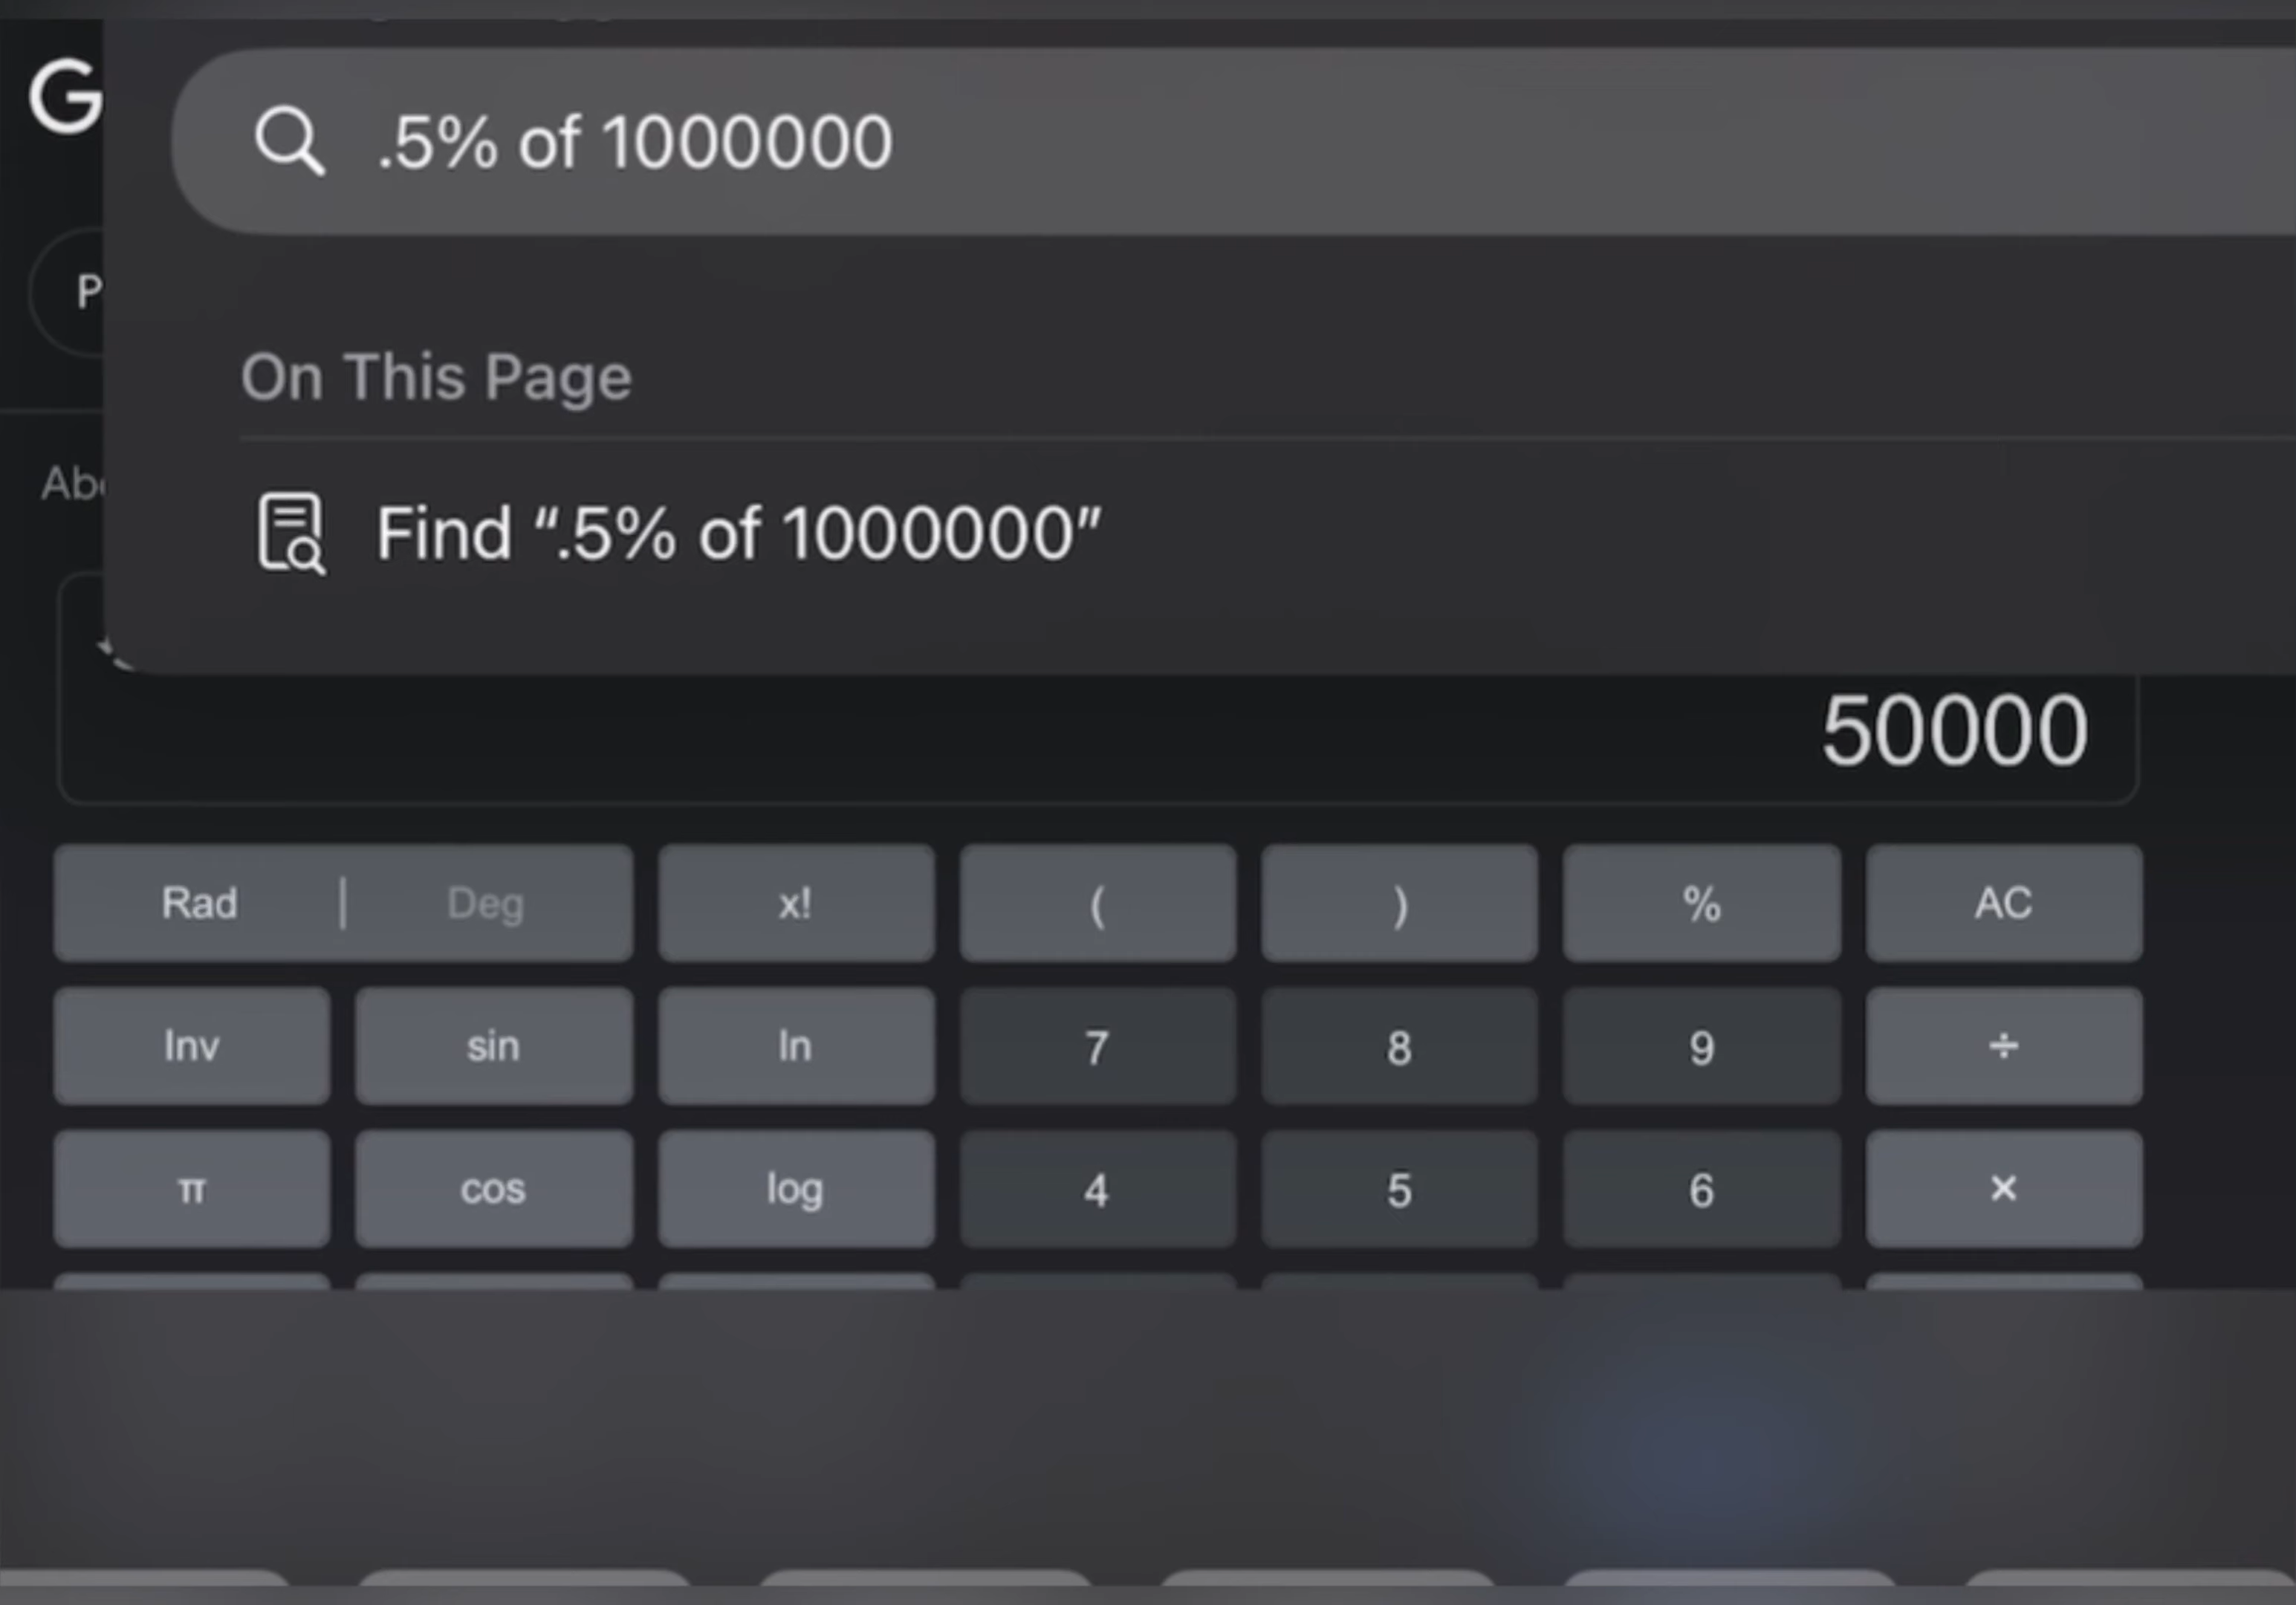 G
.5% of 1000000
P
On This Page
Find “.5% of 1000000”
50000
Rad | Deg x! ( ) % AC
Inv sin ln 7 8 9 ÷
π cos log 4 5 6 ×